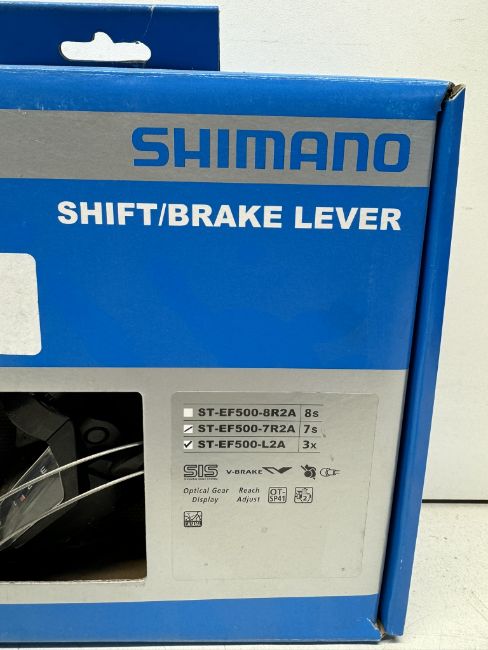 SHIMANO
SHIFT/BRAKE LEVER
ST-EF500-8R2A 8s
ST-EF500-7R2A 7s
ST-EF500-L2A 3x
SIS V-BRAKE
Optical Gear Display Reach Adjust OT-SP41
CASUAL